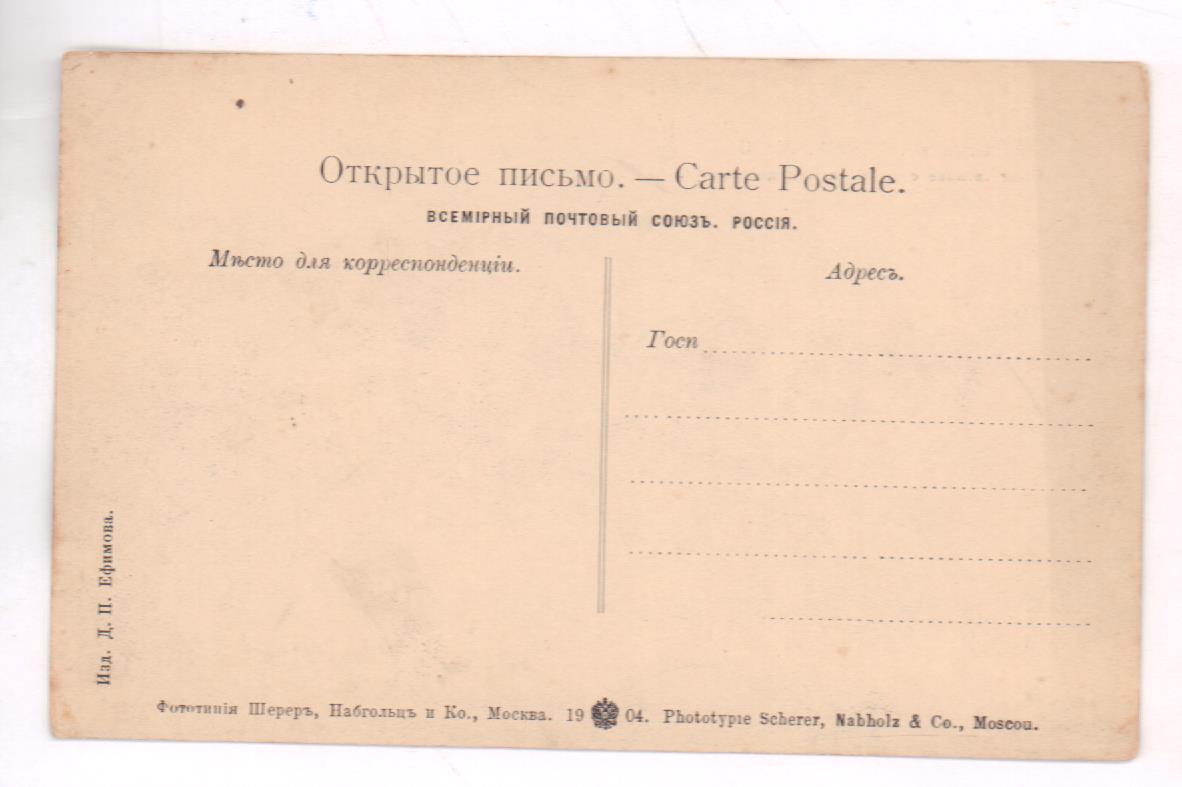 Открытое письмо. — Carte Postale.
ВСЕМІРНЫЙ ПОЧТОВЫЙ СОЮЗЪ. РОССІЯ.
Мѣсто для корреспонденціи.
Адресъ.
Госп
Изд. Д. П. Ефимова.
Фототипія Шереръ, Набгольцъ и Ко., Москва. 19 04. Phototypie Scherer, Nabholz & Co., Moscou.